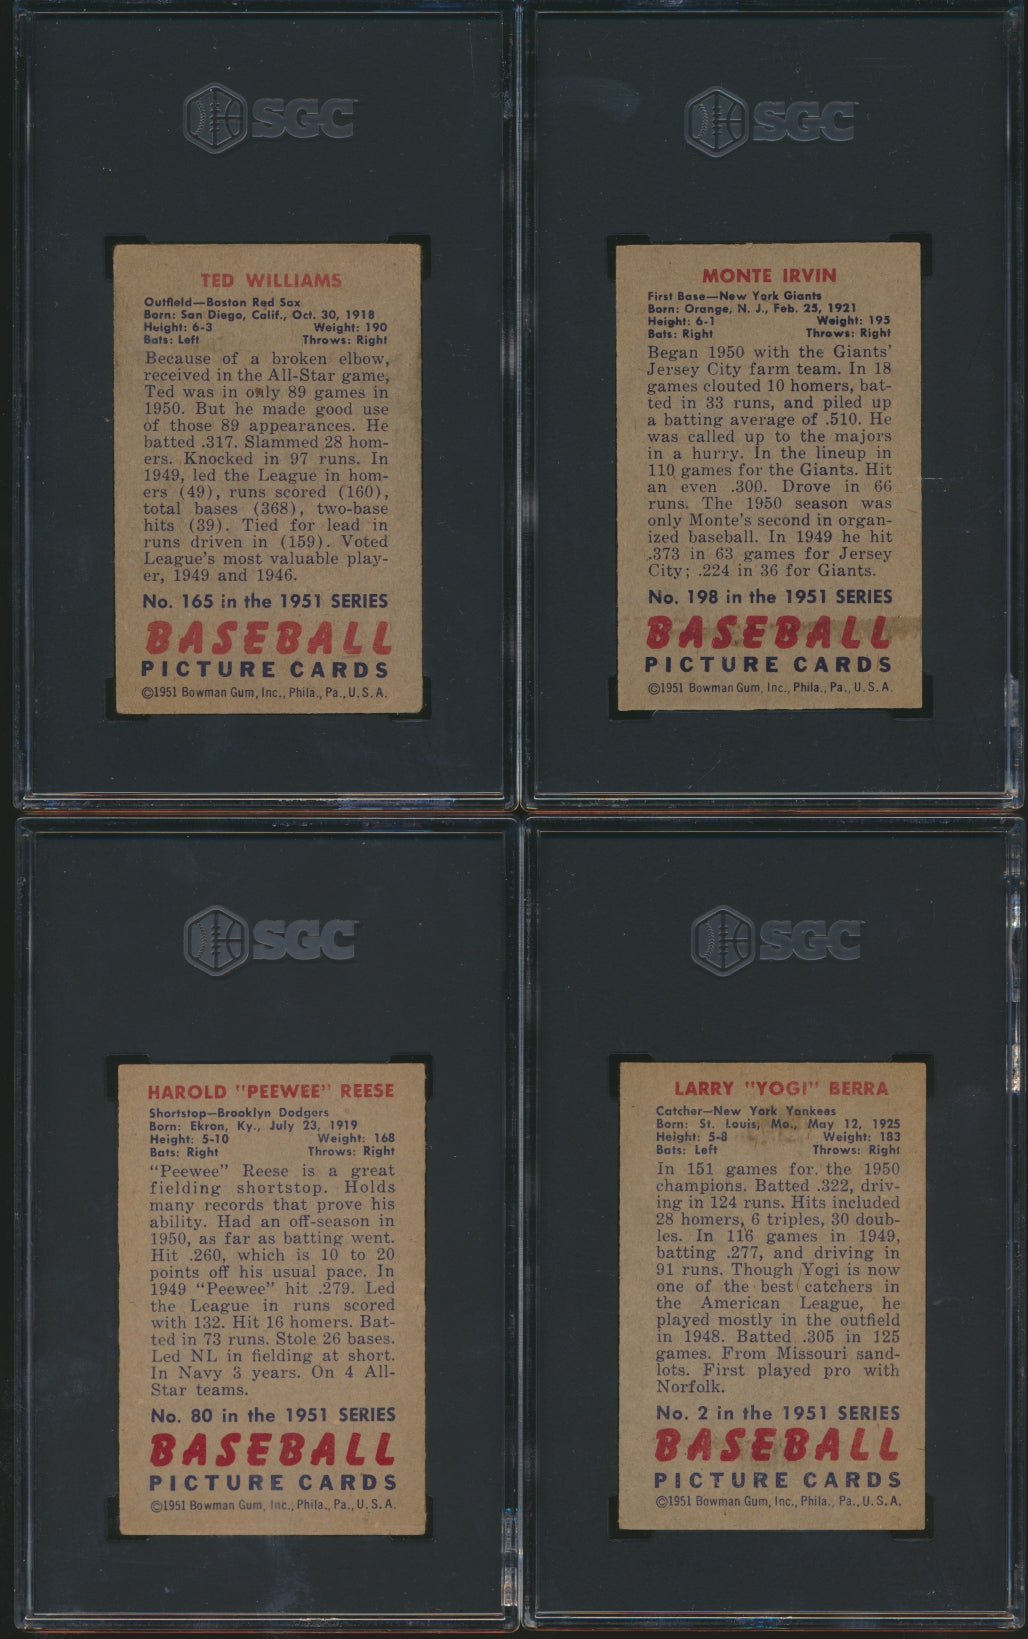 SGC
TED WILLIAMS
Outfield—Boston Red Sox
Born: San Diego, Calif., Oct. 30, 1918
Height: 6-3 Weight: 190
Bats: Left Throws: Right
Because of a broken elbow,
received in the All-Star game,
Ted was in only 89 games in
1950. But he made good use
of those 89 appearances. He
batted .317. Slammed 28 hom-
ers. Knocked in 97 runs. In
1949, led the League in hom-
ers (49), runs scored (160),
total bases (368), two-base
hits (39). Tied for lead in
runs driven in (159). Voted
League's most valuable play-
er, 1949 and 1946.
No. 165 in the 1951 SERIES
BASEBALL
PICTURE CARDS
©1951 Bowman Gum, Inc., Phila., Pa., U.S.A.
SGC
MONTE IRVIN
First Base—New York Giants
Born: Orange, N. J., Feb. 25, 1921
Height: 6-1 Weight: 195
Bats: Right Throws: Right
Began 1950 with the Giants'
Jersey City farm team. In 18
games clouted 10 homers, bat-
ted in 33 runs, and piled up
a batting average of .510. He
was called up to the majors
in a hurry. In the lineup in
110 games for the Giants. Hit
an even .300. Drove in 66
runs. The 1950 season was
only Monte's second in organ-
ized baseball. In 1949 he hit
.373 in 63 games for Jersey
City; .224 in 36 for Giants.
No. 198 in the 1951 SERIES
BASEBALL
PICTURE CARDS
©1951 Bowman Gum, Inc., Phila., Pa., U.S.A.
SGC
HAROLD "PEEWEE" REESE
Shortstop—Brooklyn Dodgers
Born: Ekron, Ky., July 23, 1919
Height: 5-10 Weight: 168
Bats: Right Throws: Right
"Peewee" Reese is a great
fielding shortstop. Holds
many records that prove his
ability. Had an off-season in
1950, as far as batting went.
Hit .260, which is 10 to 20
points off his usual pace. In
1949 "Peewee" hit .279. Led
the League in runs scored
with 132. Hit 16 homers. Bat-
ted in 73 runs. Stole 26 bases.
Led NL in fielding at short.
In Navy 3 years. On 4 All-
Star teams.
No. 80 in the 1951 SERIES
BASEBALL
PICTURE CARDS
©1951 Bowman Gum, Inc., Phila., Pa., U.S.A.
SGC
LARRY "YOGI" BERRA
Catcher—New York Yankees
Born: St. Louis, Mo., May 12, 1925
Height: 5-8 Weight: 183
Bats: Left Throws: Right
In 151 games for the 1950
champions. Batted .322, driv-
ing in 124 runs. Hits included
28 homers, 6 triples, 30 doub-
les. In 116 games in 1949,
batting .277, and driving in
91 runs. Though Yogi is now
one of the best catchers in
the American League, he
played mostly in the outfield
in 1948. Batted .305 in 125
games. From Missouri sand-
lots. First played pro with
Norfolk.
No. 2 in the 1951 SERIES
BASEBALL
PICTURE CARDS
©1951 Bowman Gum, Inc., Phila., Pa., U.S.A.